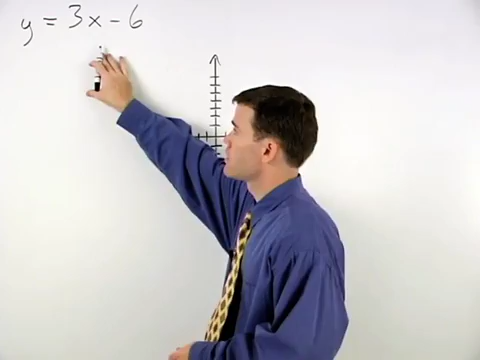 y = 3x - 6